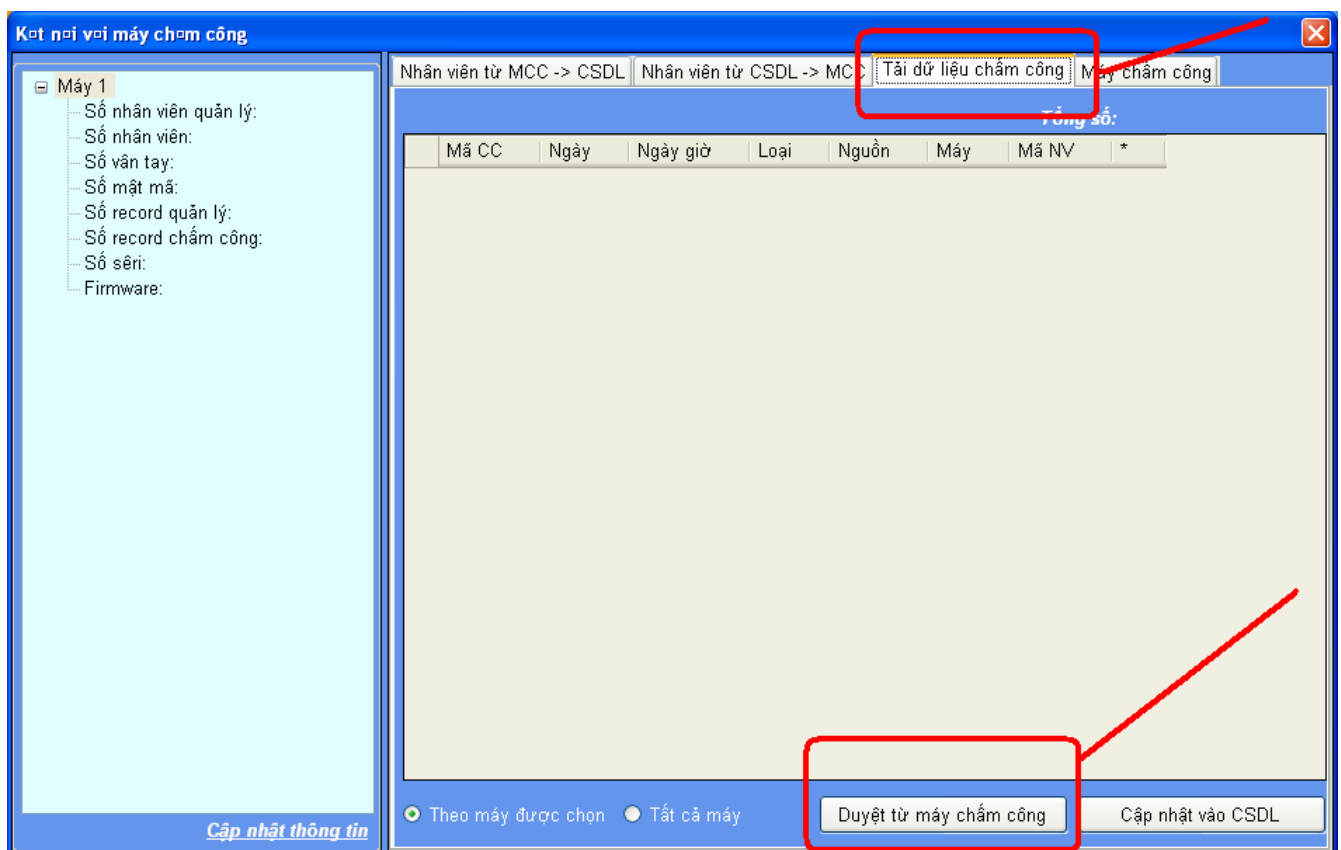 K¤t n¤i v¤i máy ch¤m công
Máy 1
Số nhân viên quản lý:
Số nhân viên:
Số vân tay:
Số mật mã:
Số record quản lý:
Số record chấm công:
Số sêri:
Firmware:
Cập nhật thông tin
Nhân viên từ MCC -> CSDL
Nhân viên từ CSDL -> MCC
Tải dữ liệu chấm công
Máy chấm công
Tổng số:
Mã CC Ngày Ngày giờ Loại Nguồn Máy Mã NV *
Theo máy được chọn Tất cả máy
Duyệt từ máy chấm công
Cập nhật vào CSDL